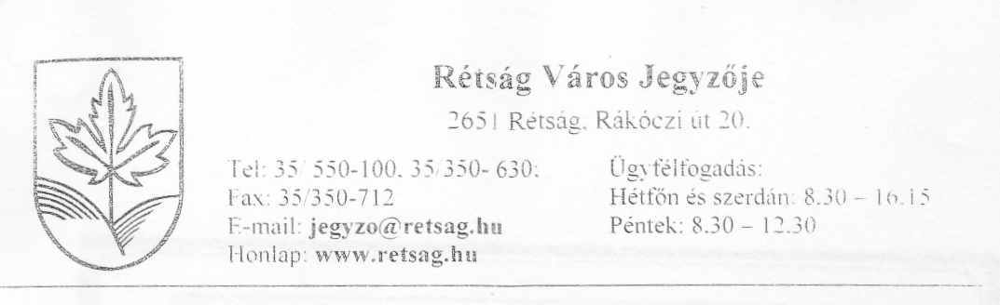 Rétság Város Jegyzője
2651 Rétság, Rákóczi út 20.
Tel: 35/ 550-100, 35/350- 630;
Fax: 35/350-712
E-mail: jegyzo@retsag.hu
Honlap: www.retsag.hu
Ügyfélfogadás:
Hétfőn és szerdán: 8.30 – 16.15
Péntek: 8.30 – 12.30